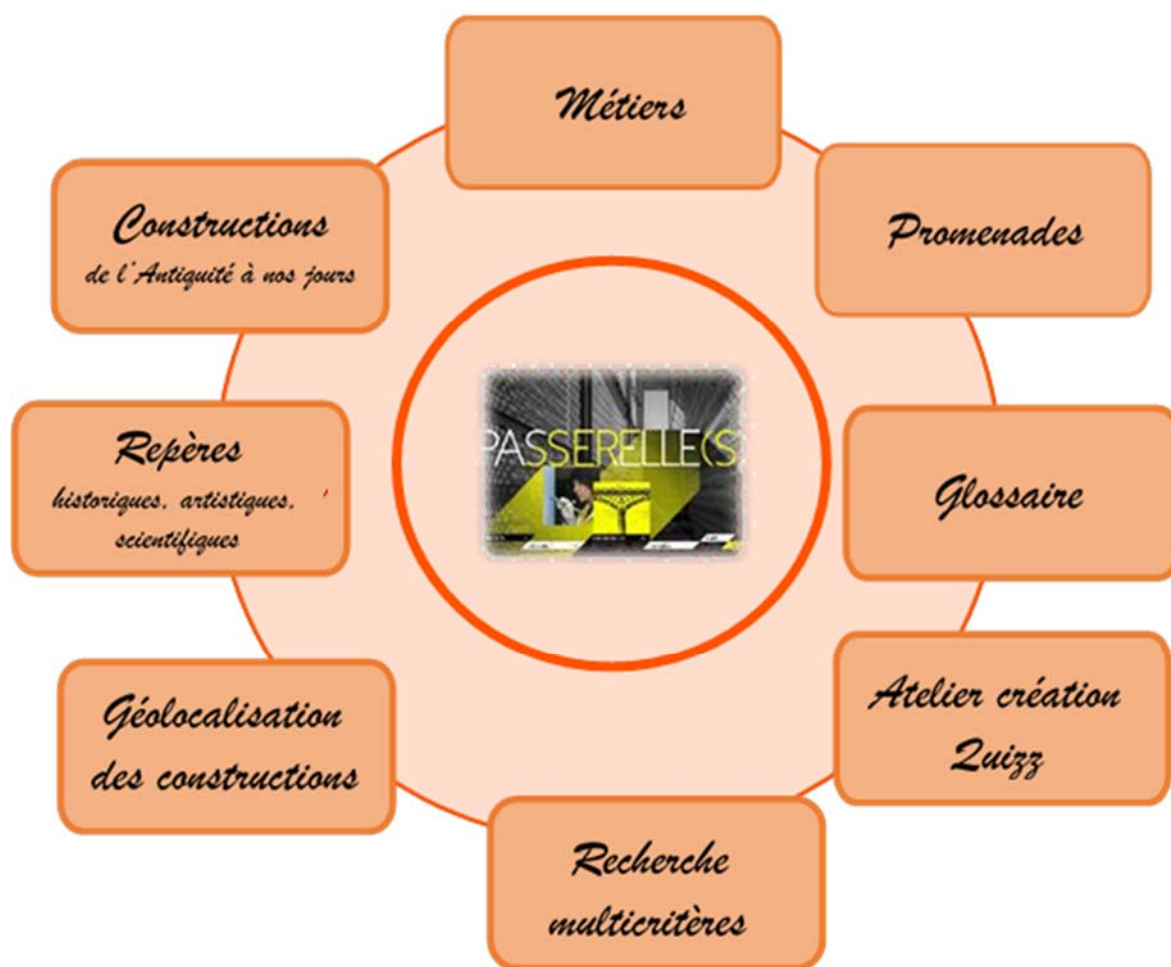 Métiers
Promenades
Glossaire
Atelier création
Quizz
Recherche
multicritères
Géolocalisation
des constructions
Repères
historiques, artistiques,
scientifiques
Constructions
de l'Antiquité à nos jours
PASSERELLE(S)